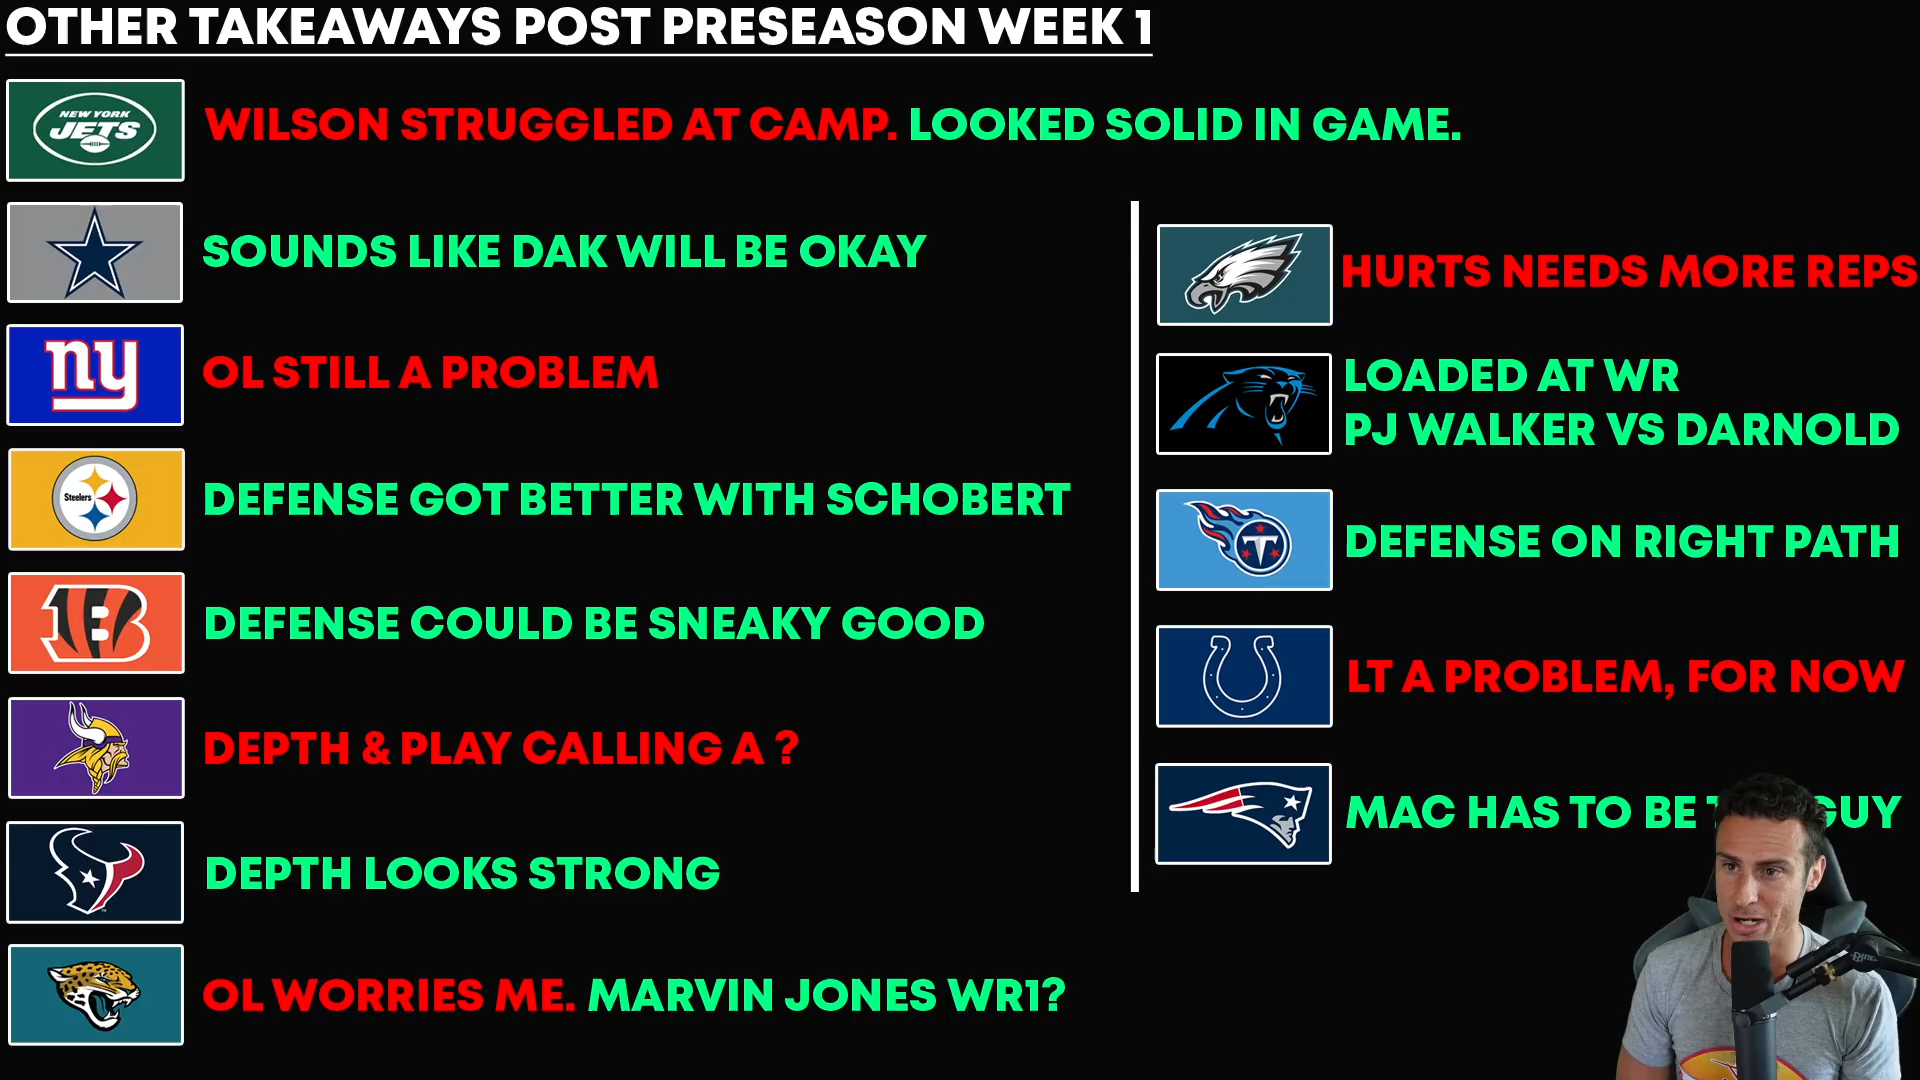 OTHER TAKEAWAYS POST PRESEASON WEEK 1
NEW YORK
JETS
WILSON STRUGGLED AT CAMP. LOOKED SOLID IN GAME.
SOUNDS LIKE DAK WILL BE OKAY
ny
OL STILL A PROBLEM
Steelers
DEFENSE GOT BETTER WITH SCHOBERT
B
DEFENSE COULD BE SNEAKY GOOD
DEPTH & PLAY CALLING A ?
DEPTH LOOKS STRONG
OL WORRIES ME. MARVIN JONES WR1?
HURTS NEEDS MORE REPS
LOADED AT WR
PJ WALKER VS DARNOLD
T
DEFENSE ON RIGHT PATH
LT A PROBLEM, FOR NOW
MAC HAS TO BE GUY